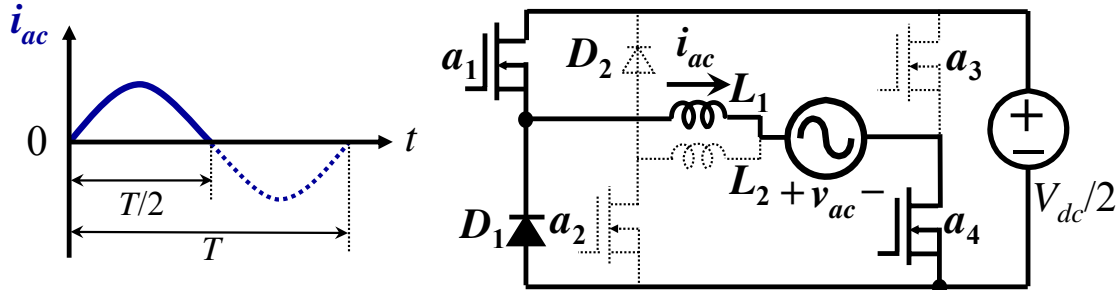 i_ac
0
t
T/2
T
a_1
D_2
i_ac
L_1
a_3
+
−
L_2 + v_ac −
V_dc/2
D_1
a_2
a_4